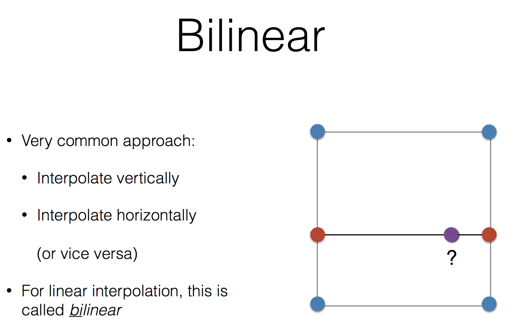 Bilinear
• Very common approach:
• Interpolate vertically
• Interpolate horizontally
(or vice versa)
• For linear interpolation, this is
called bilinear
?